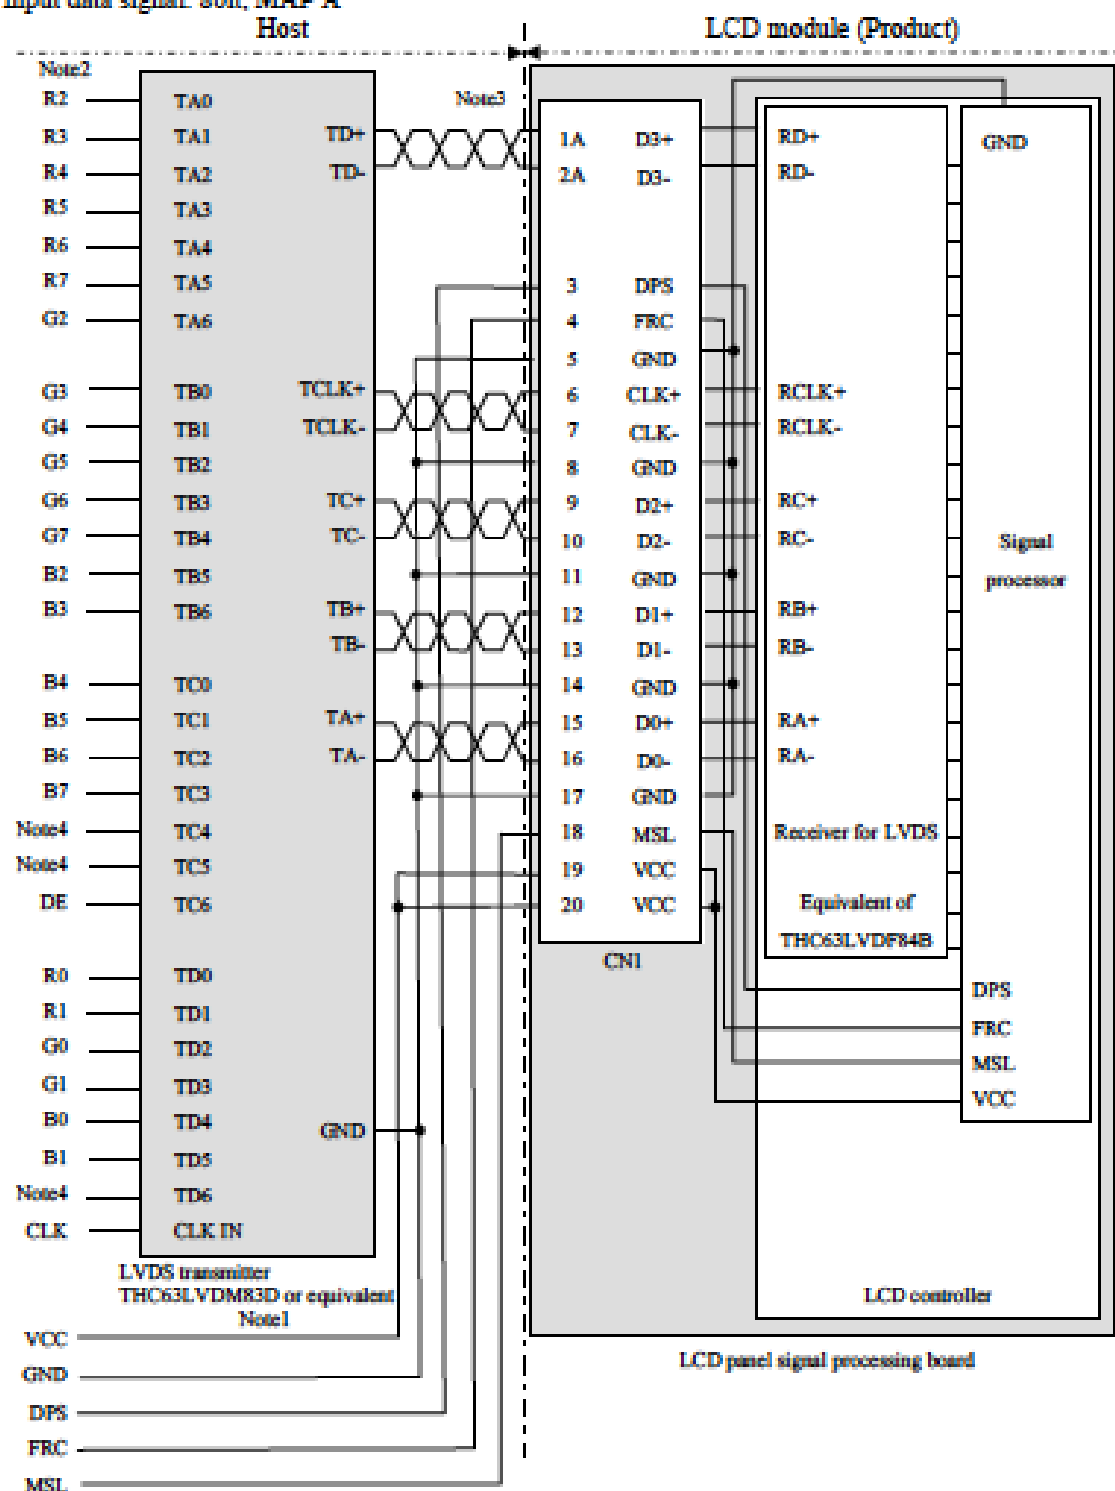 Input data signal: 8bit, MAP A
Host
LCD module (Product)
Note2
Note3
R2 TA0
R3 TA1 TD+ 1A D3+ RD+ GND
R4 TA2 TD- 2A D3- RD-
R5 TA3
R6 TA4
R7 TA5 3 DPS
G2 TA6 4 FRC
5 GND
G3 TB0 TCLK+ 6 CLK+ RCLK+
G4 TB1 TCLK- 7 CLK- RCLK-
G5 TB2 8 GND
G6 TB3 TC+ 9 D2+ RC+
G7 TB4 TC- 10 D2- RC- Signal
B2 TB5 11 GND processor
B3 TB6 TB+ 12 D1+ RB+
TB- 13 D1- RB-
B4 TC0 14 GND
B5 TC1 TA+ 15 D0+ RA+
B6 TC2 TA- 16 D0- RA-
B7 TC3 17 GND
Note4 TC4 18 MSL Receiver for LVDS
Note4 TC5 19 VCC
DE TC6 20 VCC Equivalent of
THC63LVDF84B
CN1
R0 TD0 DPS
R1 TD1 FRC
G0 TD2
G1 TD3 MSL
B0 TD4 GND VCC
B1 TD5
Note4 TD6
CLK CLK IN
LVDS transmitter
THC63LVDM83D or equivalent
Note1
LCD controller
VCC
LCD panel signal processing board
GND
DPS
FRC
MSL